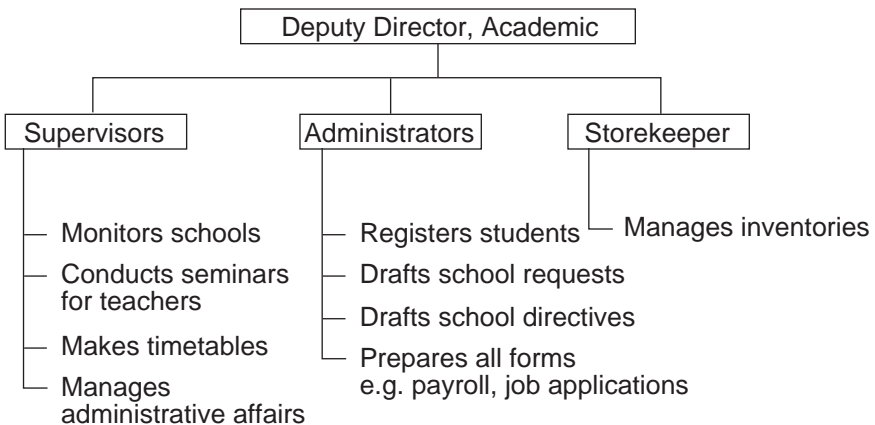 Deputy Director, Academic
Supervisors
Administrators
Storekeeper
Monitors schools
Conducts seminars
for teachers
Makes timetables
Manages
administrative affairs
Registers students
Drafts school requests
Drafts school directives
Prepares all forms
e.g. payroll, job applications
Manages inventories